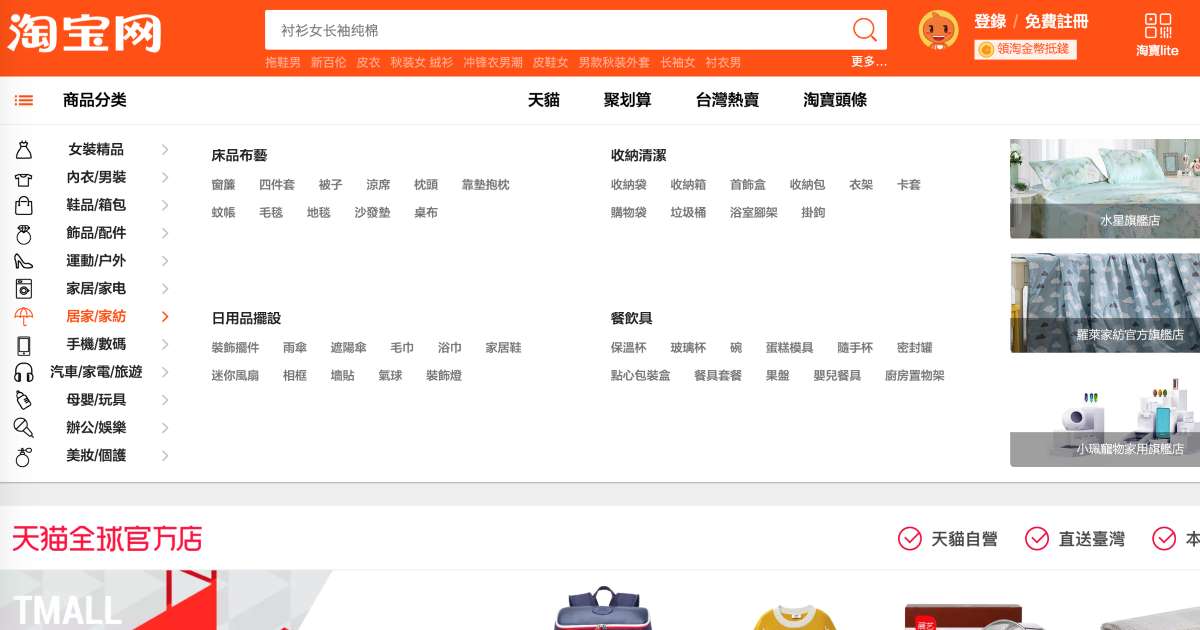 淘宝网
衬衫女长袖纯棉
登錄 / 免費註冊
領淘金幣抵錢
淘寶lite
拖鞋男 新百伦 皮衣 秋装女 绒衫 冲锋衣男潮 皮鞋女 男款秋装外套 长袖女 衬衣男
更多...
商品分类
天貓 聚划算 台灣熱賣 淘寶頭條
女裝精品
內衣/男裝
鞋品/箱包
飾品/配件
運動/户外
家居/家电
居家/家紡
手機/數碼
汽車/家電/旅遊
母嬰/玩具
辦公/娛樂
美妝/個護
床品布藝
窗簾 四件套 被子 涼席 枕頭 靠墊抱枕
蚊帳 毛毯 地毯 沙發墊 桌布
收納清潔
收納袋 收納箱 首飾盒 收納包 衣架 卡套
購物袋 垃圾桶 浴室腳架 掛鉤
日用品擺設
裝飾擺件 雨傘 遮陽傘 毛巾 浴巾 家居鞋
迷你風扇 相框 墻貼 氣球 裝飾燈
餐飲具
保溫杯 玻璃杯 碗 蛋糕模具 隨手杯 密封罐
點心包裝盒 餐具套餐 果盤 嬰兒餐具 廚房置物架
水星旗艦店
羅萊家紡官方旗艦店
小珮寵物家用旗艦店
天猫全球官方店
天貓自營 直送臺灣 本
TMALL